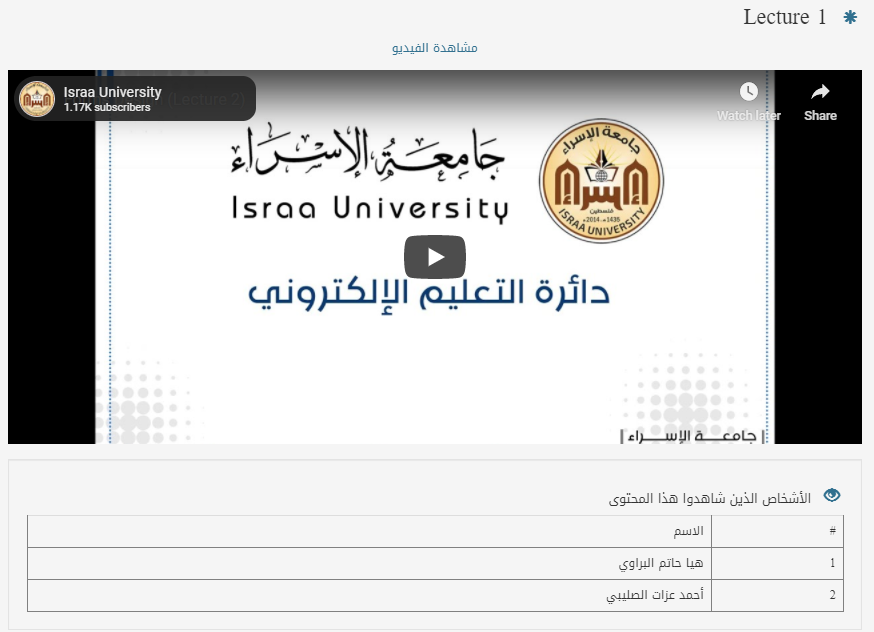 Lecture 1
مشاهدة الفيديو
Israa University
1.17K subscribers
(Lecture 2)
Watch later
Share
جامعة الإسراء
Israa University
جامعة الإسراء
فلسطين
1435هـ-2014م
ISRAA UNIVERSITY
دائرة التعليم الإلكتروني
| جامعـــة الإســـراء |
الأشخاص الذين شاهدوا هذا المحتوى
# الاسم
1 هيا حاتم البراوي
2 أحمد عزات الصليبي